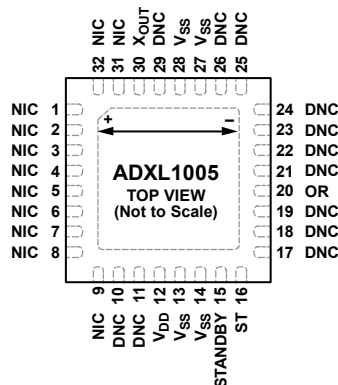 32 NIC
31 NIC
30 XOUT
29 DNC
28 VSS
27 VSS
26 DNC
25 DNC
NIC 1
NIC 2
NIC 3
NIC 4
NIC 5
NIC 6
NIC 7
NIC 8
+ −
ADXL1005
TOP VIEW
(Not to Scale)
24 DNC
23 DNC
22 DNC
21 DNC
20 OR
19 DNC
18 DNC
17 DNC
NIC 9
DNC 10
DNC 11
VDD 12
VSS 13
VSS 14
STANDBY 15
ST 16